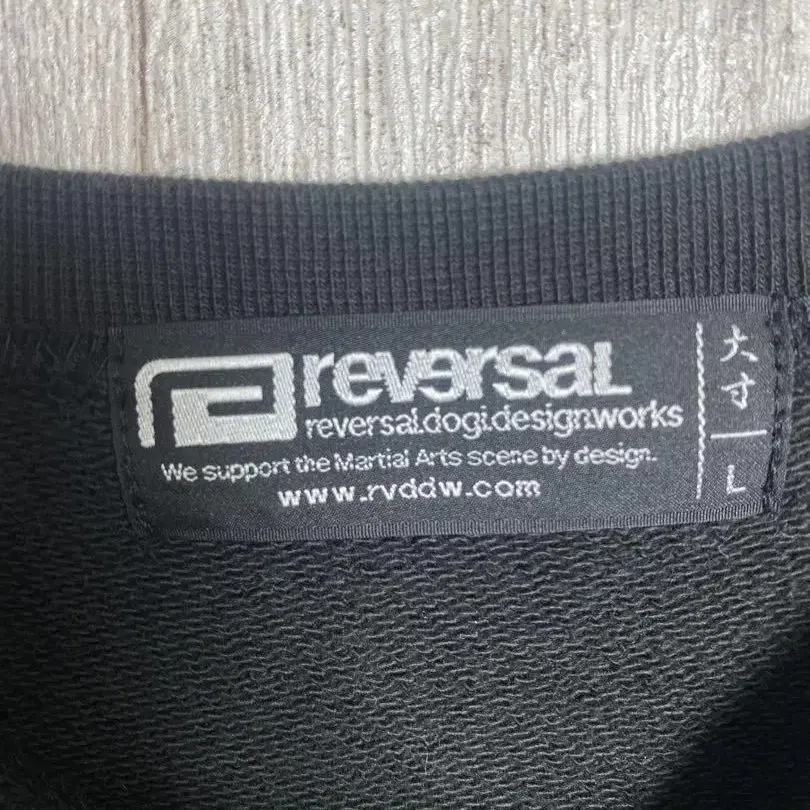 reversal
reversal.dogi.designworks
We support the Martial Arts scene by design.
www.rvddw.com
大
寸
L